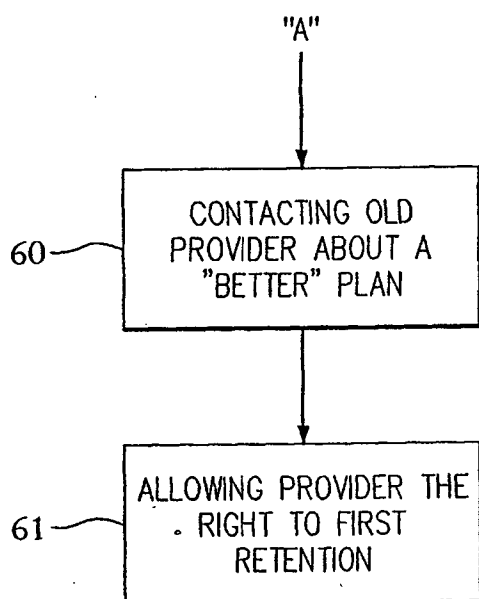 "A"
CONTACTING OLD
60
PROVIDER ABOUT A
"BETTER" PLAN
ALLOWING PROVIDER THE
61
RIGHT TO FIRST
RETENTION